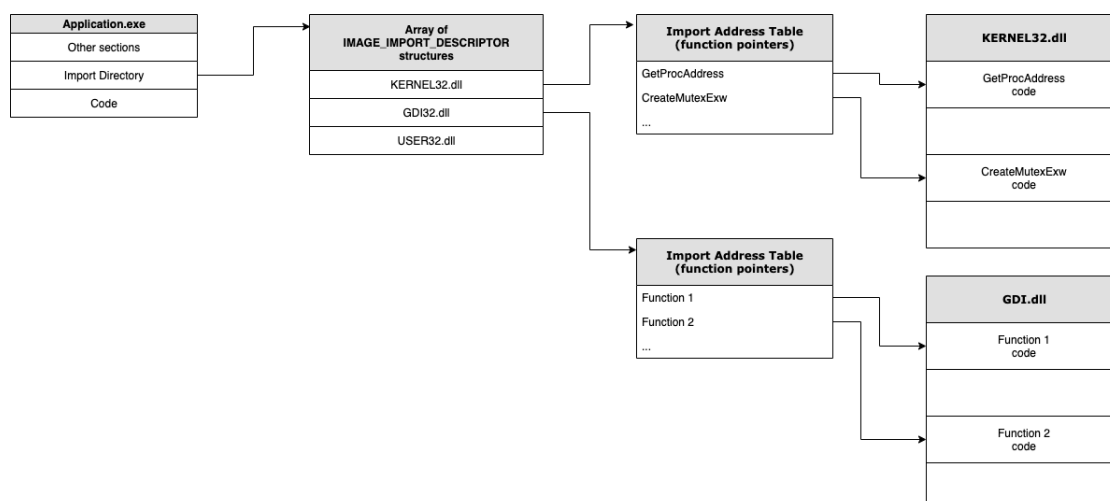 Application.exe
Other sections
Import Directory
Code
Array of
IMAGE_IMPORT_DESCRIPTOR
structures
KERNEL32.dll
GDI32.dll
USER32.dll
Import Address Table
(function pointers)
GetProcAddress
CreateMutexExw
...
KERNEL32.dll
GetProcAddress
code
CreateMutexExw
code
Import Address Table
(function pointers)
Function 1
Function 2
...
GDI.dll
Function 1
code
Function 2
code